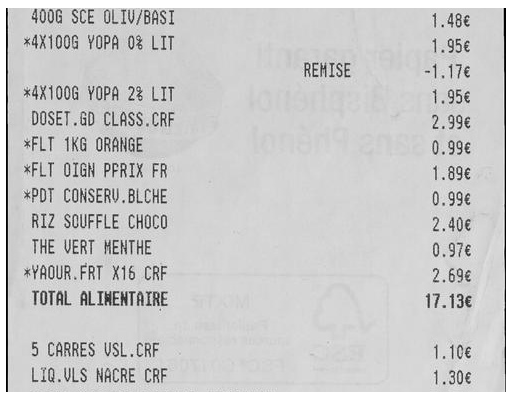 400G SCE OLIV/BASI 1.48€
*4X100G YOPA 0% LIT 1.95€
REMISE -1.17€
*4X100G YOPA 2% LIT 1.95€
DOSET.GD CLASS.CRF 2.99€
*FLT 1KG ORANGE 0.99€
*FLT OIGN PPRIX FR 1.89€
*PDT CONSERV.BLCHE 0.99€
RIZ SOUFFLE CHOCO 2.40€
THE VERT MENTHE 0.97€
*YAOUR.FRT X16 CRF 2.69€
TOTAL ALIMENTAIRE 17.13€
5 CARRES VSL.CRF 1.10€
LIQ.VLS NACRE CRF 1.30€